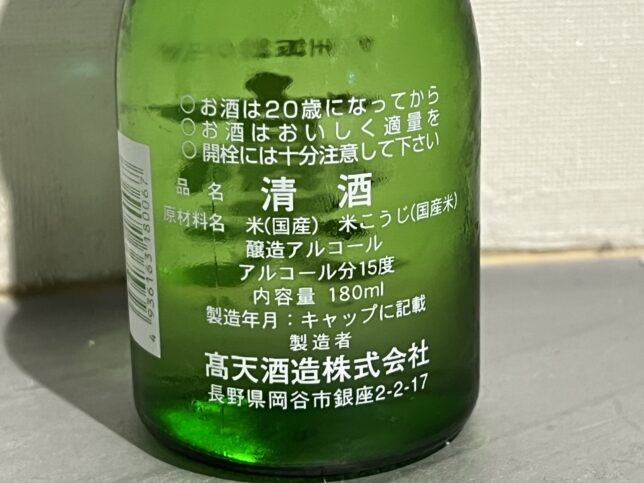 ○お酒は20歳になってから
○お酒はおいしく適量を
○開栓には十分注意して下さい
品名 清酒
原材料名 米(国産) 米こうじ(国産米)
醸造アルコール
アルコール分15度
内容量 180ml
製造年月：キャップに記載
製造者
髙天酒造株式会社
長野県岡谷市銀座2-2-17
4936163180067